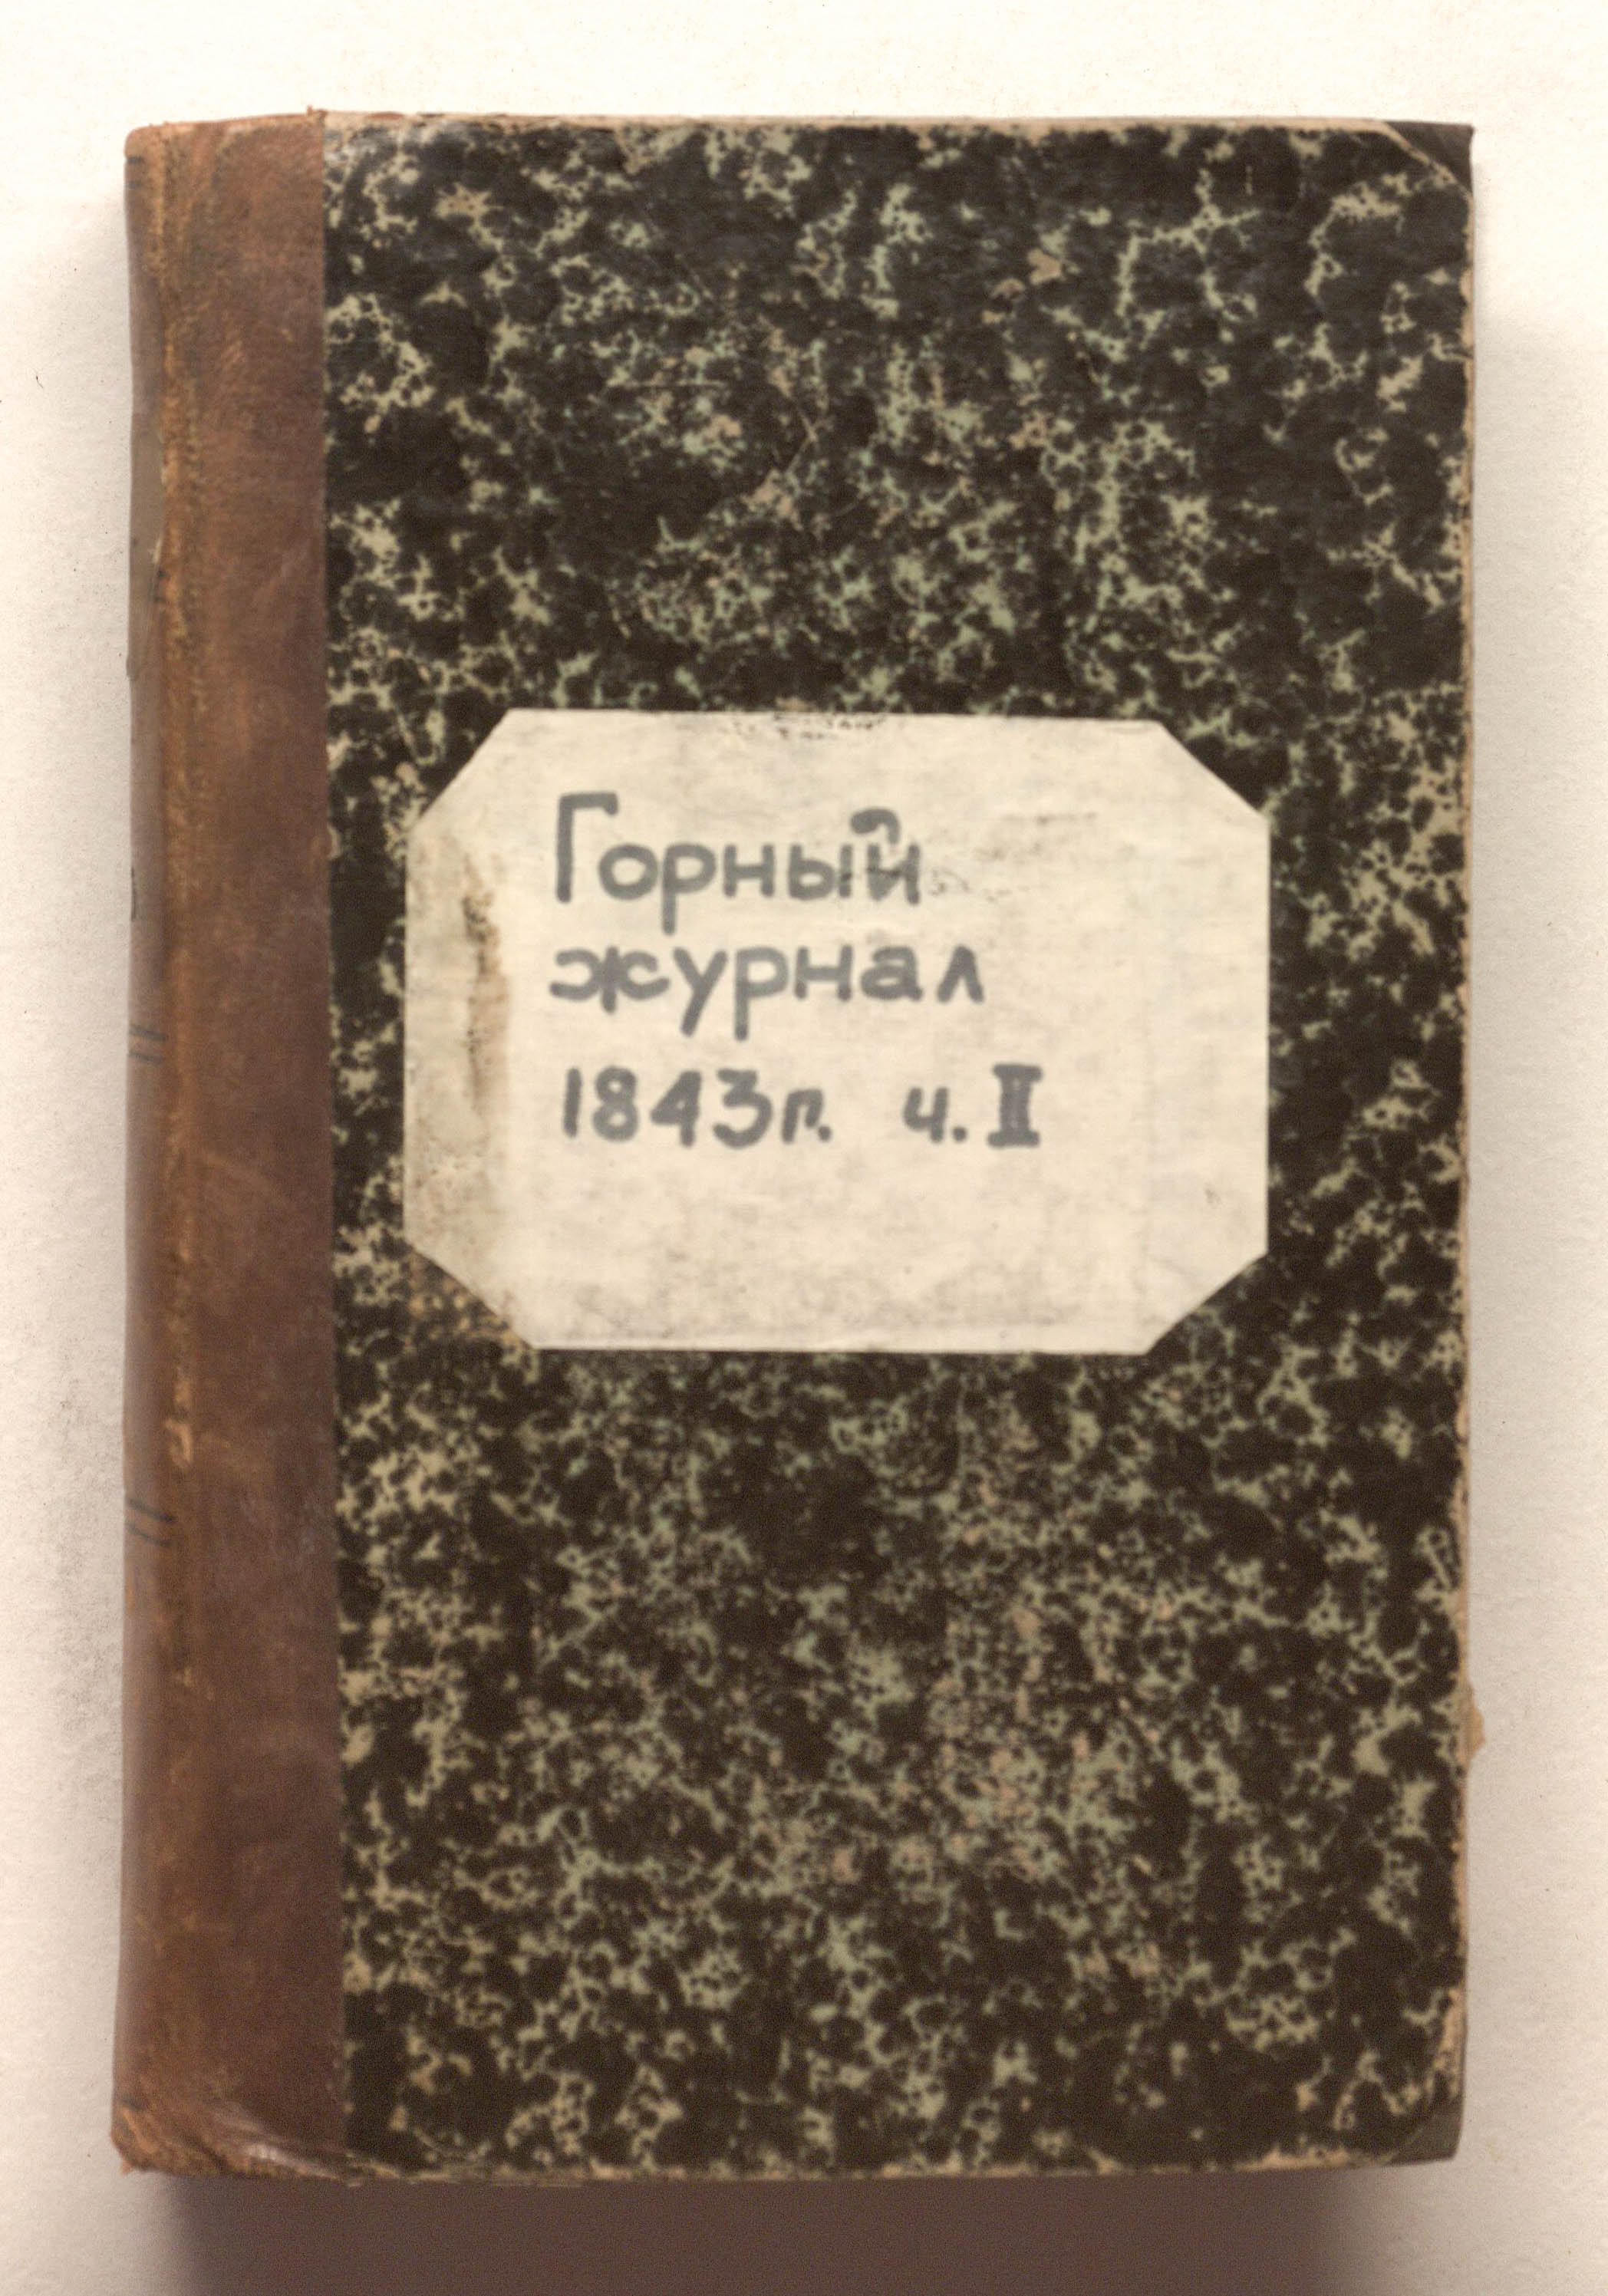 Горный
журнал
1843г. ч. II